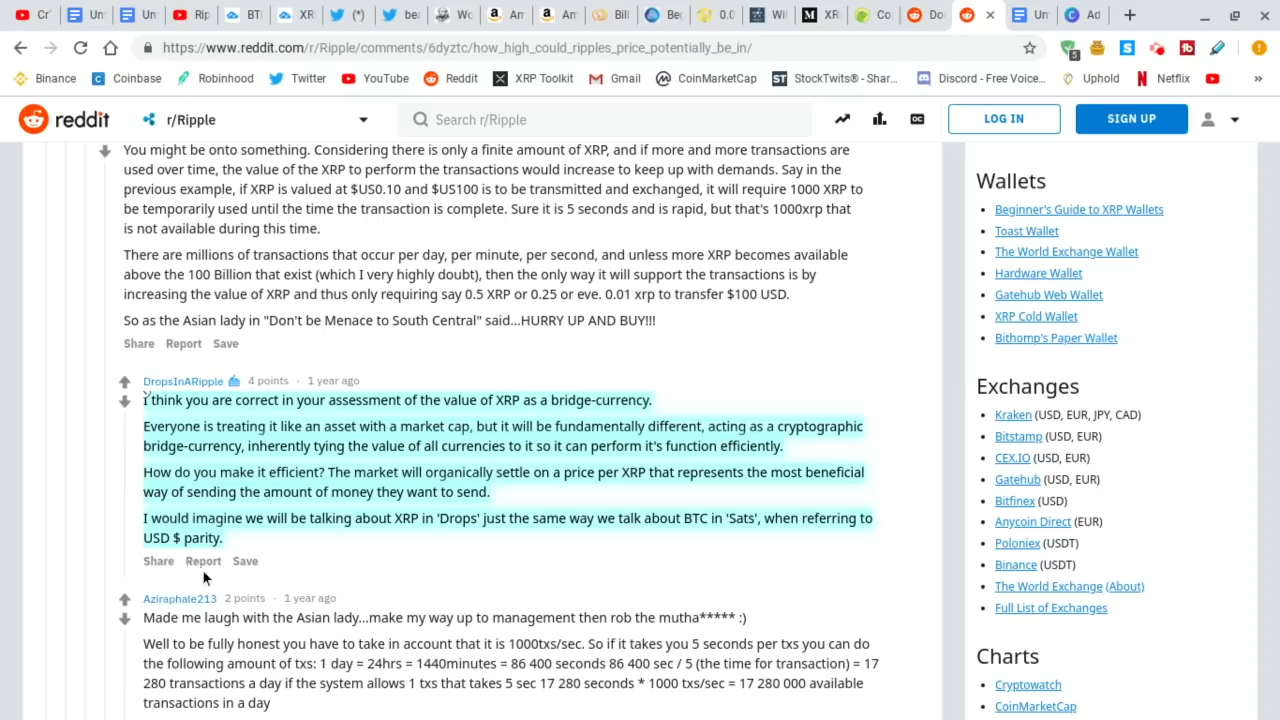 Cr
Un
Un
Rip
BT
XR
(*)
bea
Wo
Am
Am
Bill
Be
0.0
Wi
XR
Co
Do
Un
Ad
https://www.reddit.com/r/Ripple/comments/6dyztc/how_high_could_ripples_price_potentially_be_in/
5
Binance
Coinbase
Robinhood
Twitter
YouTube
Reddit
XRP Toolkit
Gmail
CoinMarketCap
ST StockTwits® - Shar...
Discord - Free Voice...
Uphold
Netflix
»
reddit
r/Ripple
Search r/Ripple
LOG IN
SIGN UP
You might be onto something. Considering there is only a finite amount of XRP, and if more and more transactions are
used over time, the value of the XRP to perform the transactions would increase to keep up with demands. Say in the
previous example, if XRP is valued at $US0.10 and $US100 is to be transmitted and exchanged, it will require 1000 XRP to
be temporarily used until the time the transaction is complete. Sure it is 5 seconds and is rapid, but that's 1000xrp that
is not available during this time.
There are millions of transactions that occur per day, per minute, per second, and unless more XRP becomes available
above the 100 Billion that exist (which I very highly doubt), then the only way it will support the transactions is by
increasing the value of XRP and thus only requiring say 0.5 XRP or 0.25 or eve. 0.01 xrp to transfer $100 USD.
So as the Asian lady in "Don't be Menace to South Central" said...HURRY UP AND BUY!!!
Share Report Save
DropsInARipple 4 points · 1 year ago
I think you are correct in your assessment of the value of XRP as a bridge-currency.
Everyone is treating it like an asset with a market cap, but it will be fundamentally different, acting as a cryptographic
bridge-currency, inherently tying the value of all currencies to it so it can perform it's function efficiently.
How do you make it efficient? The market will organically settle on a price per XRP that represents the most beneficial
way of sending the amount of money they want to send.
I would imagine we will be talking about XRP in 'Drops' just the same way we talk about BTC in 'Sats', when referring to
USD $ parity.
Share Report Save
Aziraphale213 2 points · 1 year ago
Made me laugh with the Asian lady...make my way up to management then rob the mutha***** :)
Well to be fully honest you have to take in account that it is 1000txs/sec. So if it takes you 5 seconds per txs you can do
the following amount of txs: 1 day = 24hrs = 1440minutes = 86 400 seconds 86 400 sec / 5 (the time for transaction) = 17
280 transactions a day if the system allows 1 txs that takes 5 sec 17 280 seconds * 1000 txs/sec = 17 280 000 available
transactions in a day
Wallets
Beginner's Guide to XRP Wallets
Toast Wallet
The World Exchange Wallet
Hardware Wallet
Gatehub Web Wallet
XRP Cold Wallet
Bithomp's Paper Wallet
Exchanges
Kraken (USD, EUR, JPY, CAD)
Bitstamp (USD, EUR)
CEX.IO (USD, EUR)
Gatehub (USD, EUR)
Bitfinex (USD)
Anycoin Direct (EUR)
Poloniex (USDT)
Binance (USDT)
The World Exchange (About)
Full List of Exchanges
Charts
Cryptowatch
CoinMarketCap